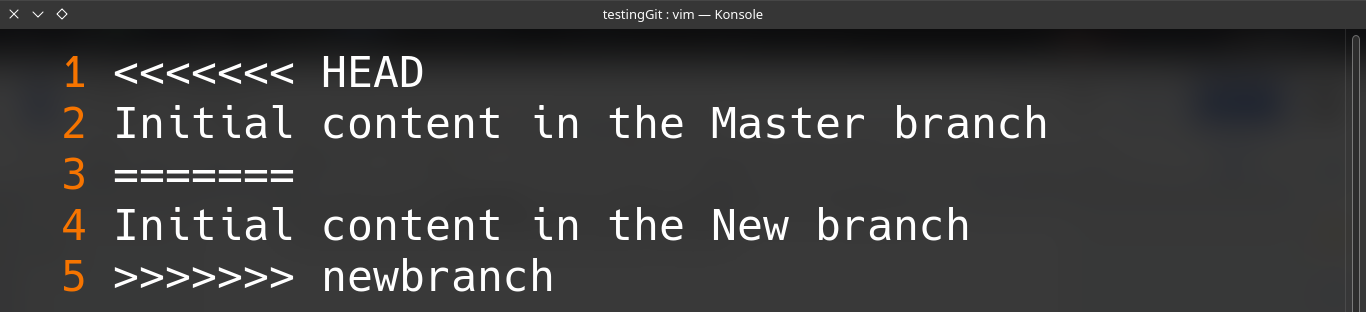 testingGit : vim — Konsole
1 <<<<<<< HEAD
2 Initial content in the Master branch
3 =======
4 Initial content in the New branch
5 >>>>>>> newbranch